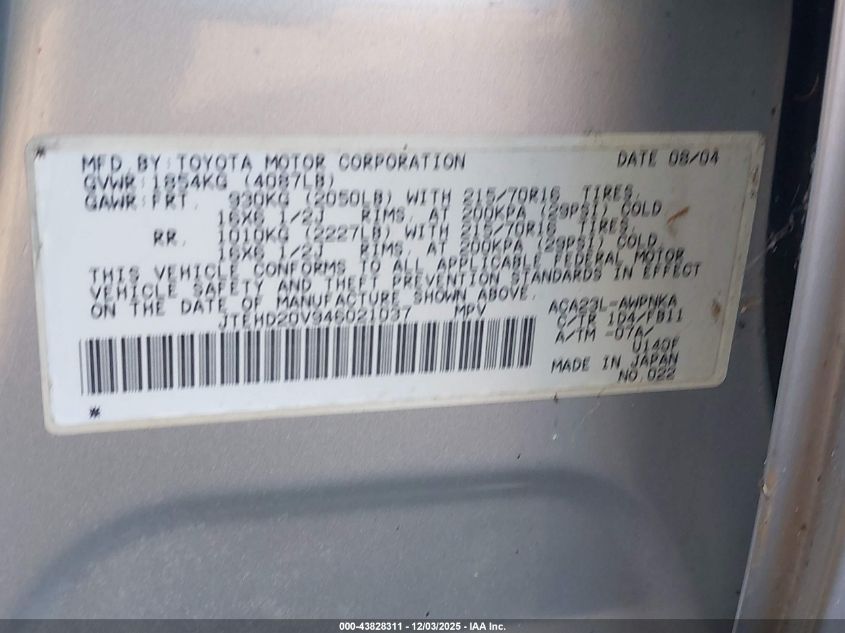 *
MFD. BY: TOYOTA MOTOR CORPORATION DATE 08/04
GVWR: 1854KG (4087LB)
GAWR: FRT. 930KG (2050LB) WITH 215/70R16 TIRES,
16X6 1/2J RIMS, AT 200KPA (29PSI) COLD
RR. 1010KG (2227LB) WITH 215/70R16 TIRES,
16X6 1/2J RIMS, AT 200KPA (29PSI) COLD
THIS VEHICLE CONFORMS TO ALL APPLICABLE FEDERAL MOTOR
VEHICLE SAFETY AND THEFT PREVENTION STANDARDS IN EFFECT
ON THE DATE OF MANUFACTURE SHOWN ABOVE.
JTEHD20V946021037 MPV
ACA23L-AWPNKA
C/TR 1D4/FB11
A/TM -07A/
U140F
MADE IN JAPAN
NO. 022
*
000-43828311 - 12/03/2025 - IAA Inc.